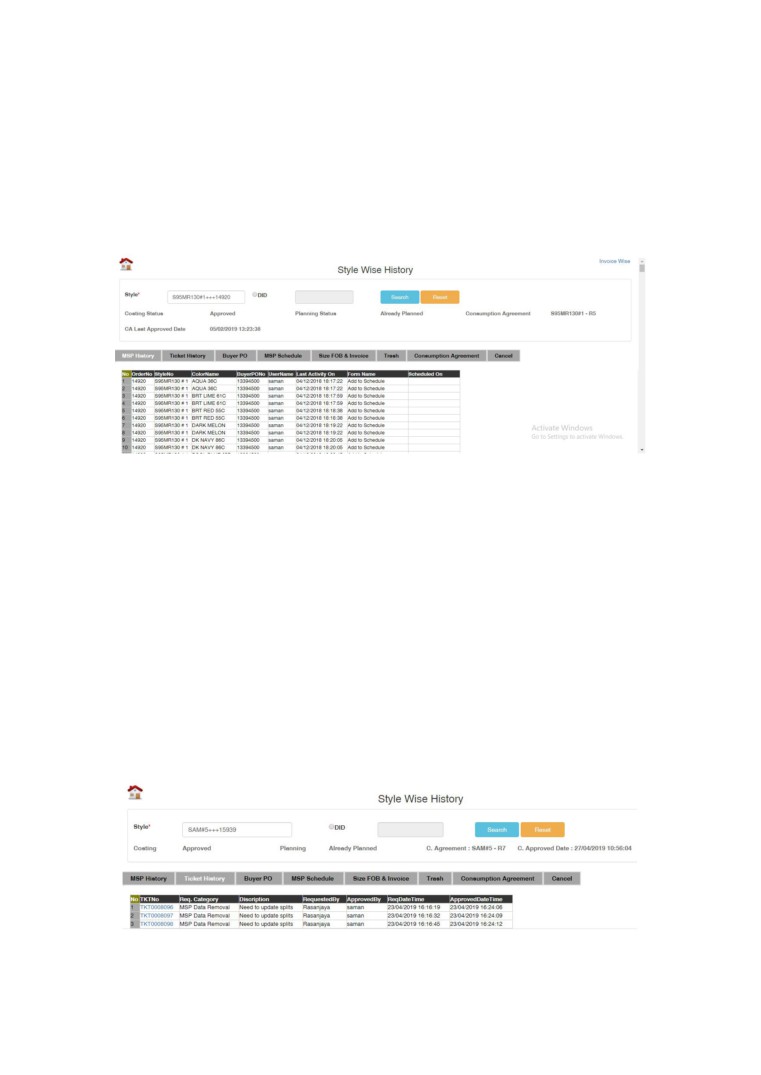 Invoice Wise
Style Wise History
Style* S95MR130#1+++14920 DID Search Reset
Costing Status Approved Planning Status Already Planned Consumption Agreement S95MR130#1 - R5
CA Last Approved Date 05/02/2019 12:23:38
MSP History Ticket History Buyer PO MSP Schedule Size FOB & Invoice Trash Consumption Agreement Cancel
No OrderNo StyleNo ColorName BuyerPONo UserName Last Activity On Form Name Scheduled On
1 14920 S95MR130 # 1 AQUA 36C 13394500 saman 04/12/2018 18:17:22 Add to Schedule
2 14920 S95MR130 # 1 AQUA 36C 13394500 saman 04/12/2018 18:17:22 Add to Schedule
3 14920 S95MR130 # 1 BRT LIME 61C 13394500 saman 04/12/2018 18:17:59 Add to Schedule
4 14920 S95MR130 # 1 BRT LIME 61C 13394500 saman 04/12/2018 18:17:59 Add to Schedule
5 14920 S95MR130 # 1 BRT RED 55C 13394500 saman 04/12/2018 18:18:38 Add to Schedule
6 14920 S95MR130 # 1 BRT RED 55C 13394500 saman 04/12/2018 18:18:38 Add to Schedule
7 14920 S95MR130 # 1 DARK MELON 13394500 saman 04/12/2018 18:19:22 Add to Schedule
8 14920 S95MR130 # 1 DARK MELON 13394500 saman 04/12/2018 18:19:22 Add to Schedule
9 14920 S95MR130 # 1 DK NAVY 86C 13394500 saman 04/12/2018 18:20:05 Add to Schedule
10 14920 S95MR130 # 1 DK NAVY 86C 13394500 saman 04/12/2018 18:20:05 Add to Schedule
Activate Windows
Go to Settings to activate Windows.
Style Wise History
Style* SAM#5+++15939 DID Search Reset
Costing Approved Planning Already Planned C. Agreement : SAM#5 - R7 C. Approved Date : 27/04/2019 10:56:04
MSP History Ticket History Buyer PO MSP Schedule Size FOB & Invoice Trash Consumption Agreement Cancel
No TKTNo Req. Category Disription RequestedBy ApprovedBy ReqDateTime ApprovedDateTime
1 TKT0008096 MSP Data Removal Need to update splits Rasanjaya saman 23/04/2019 16:16:19 23/04/2019 16:24:06
2 TKT0008097 MSP Data Removal Need to update splits Rasanjaya saman 23/04/2019 16:16:32 23/04/2019 16:24:09
3 TKT0008098 MSP Data Removal Need to update splits Rasanjaya saman 23/04/2019 16:16:45 23/04/2019 16:24:12